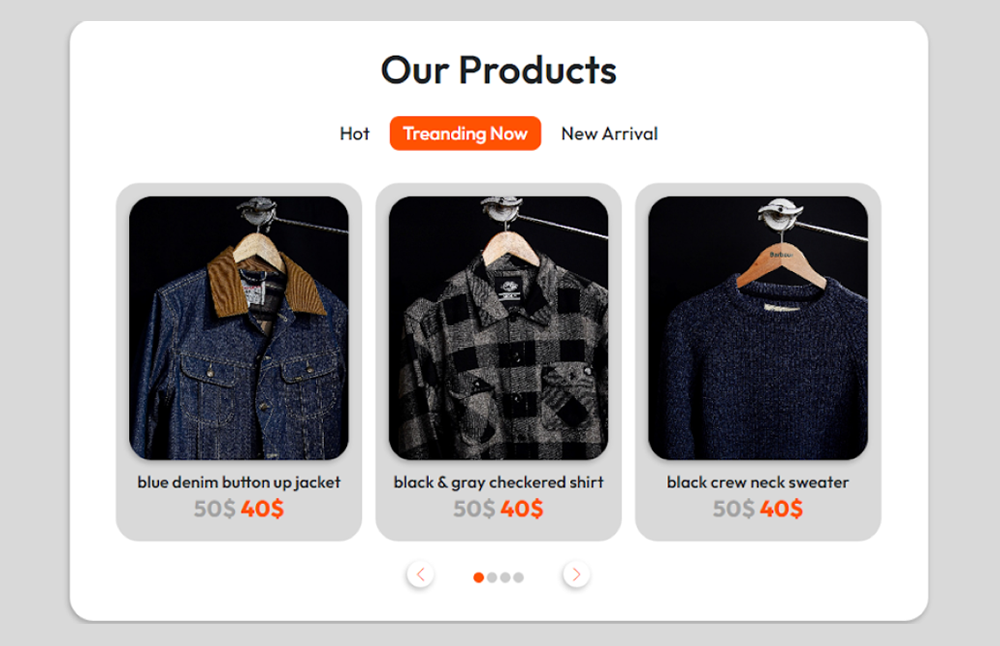 Our Products
Hot
Treanding Now
New Arrival
Barbour
blue denim button up jacket
50$ 40$
black & gray checkered shirt
50$ 40$
black crew neck sweater
50$ 40$